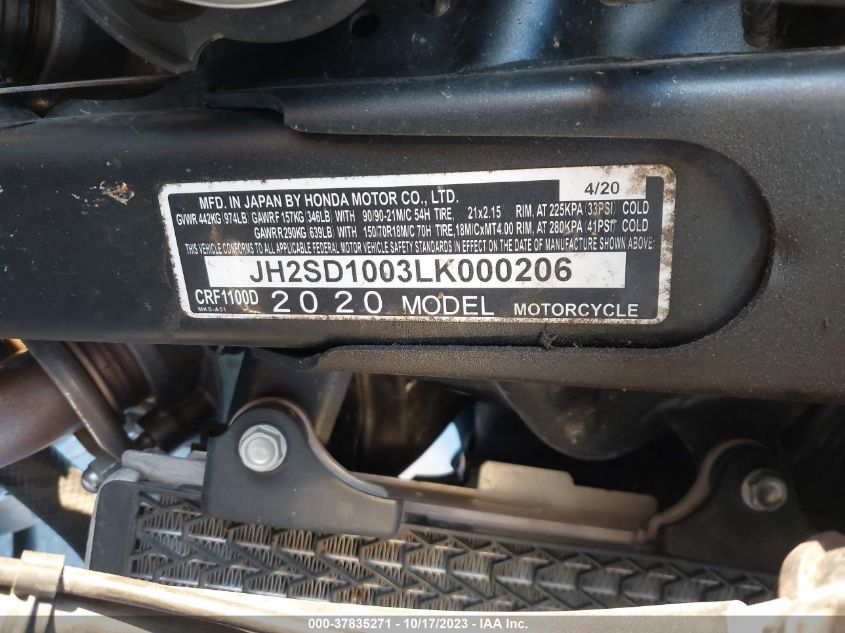 MFD. IN JAPAN BY HONDA MOTOR CO., LTD. 4/20
GVWR 442KG (974LB) GAWRF 157KG (346LB) WITH 90/90-21M/C 54H TIRE, 21x2.15 RIM, AT 225KPA (33PSI) COLD
GAWRR 290KG (639LB) WITH 150/70R18M/C 70H TIRE, 18M/CxMT4.00 RIM, AT 280KPA (41PSI) COLD
THIS VEHICLE CONFORMS TO ALL APPLICABLE FEDERAL MOTOR VEHICLE SAFETY STANDARDS IN EFFECT ON THE DATE OF MANUFACTURE SHOWN ABOVE.
JH2SD1003LK000206
CRF1100D 2020 MODEL MOTORCYCLE
MKS-A51
000-37835271 - 10/17/2023 - IAA Inc.